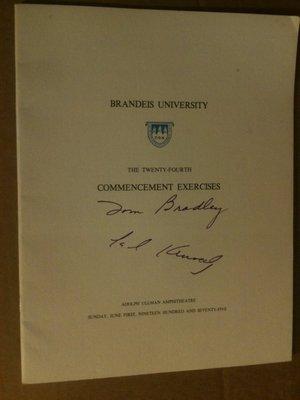 BRANDEIS UNIVERSITY
THE TWENTY-FOURTH
COMMENCEMENT EXERCISES
Tom Bradley
ADOLPH ULLMAN AMPHITHEATRE
SUNDAY, JUNE FIRST, NINETEEN HUNDRED AND SEVENTY-FIVE